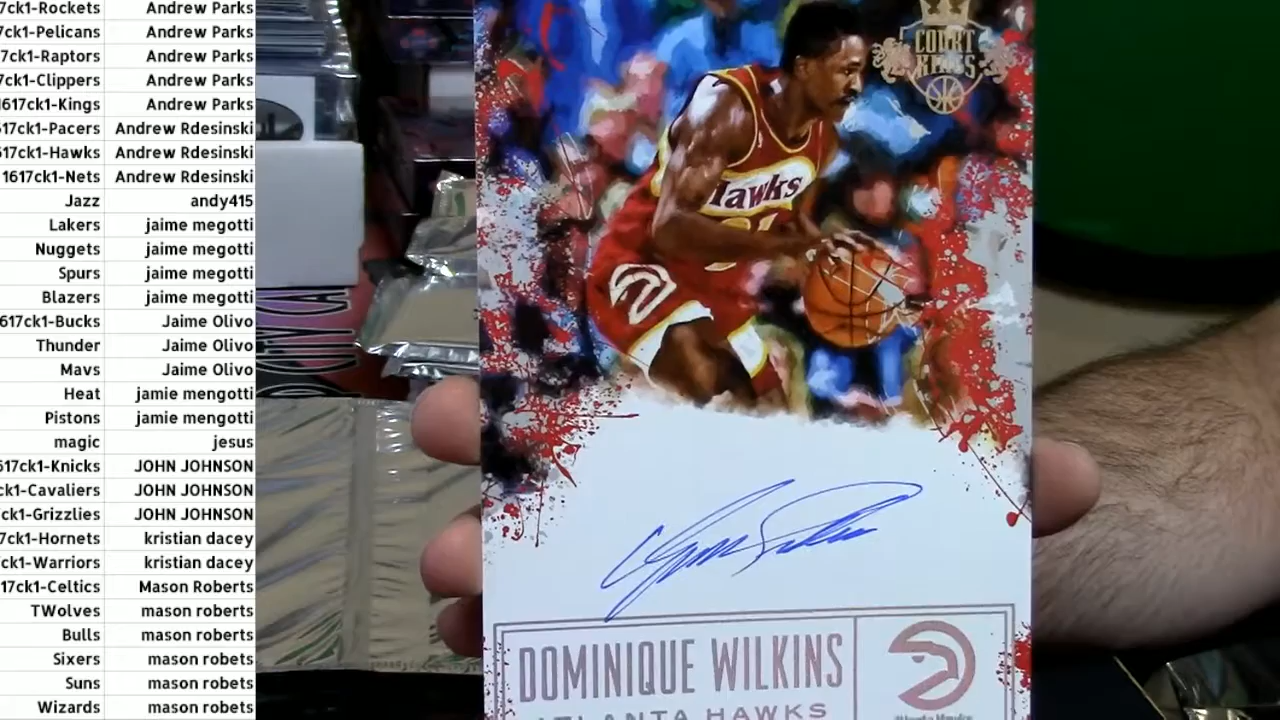 7ck1-Rockets Andrew Parks
7ck1-Pelicans Andrew Parks
7ck1-Raptors Andrew Parks
7ck1-Clippers Andrew Parks
1617ck1-Kings Andrew Parks
617ck1-Pacers Andrew Rdesinski
617ck1-Hawks Andrew Rdesinski
1617ck1-Nets Andrew Rdesinski
Jazz andy415
Lakers jaime megotti
Nuggets jaime megotti
Spurs jaime megotti
Blazers jaime megotti
617ck1-Bucks Jaime Olivo
Thunder Jaime Olivo
Mavs Jaime Olivo
Heat jamie mengotti
Pistons jamie mengotti
magic jesus
617ck1-Knicks JOHN JOHNSON
ck1-Cavaliers JOHN JOHNSON
ck1-Grizzlies JOHN JOHNSON
7ck1-Hornets kristian dacey
ck1-Warriors kristian dacey
17ck1-Celtics Mason Roberts
TWolves mason roberts
Bulls mason roberts
Sixers mason robets
Suns mason robets
Wizards mason robets
COURT
KINGS
Hawks
DOMINIQUE WILKINS
ATLANTA HAWKS
Atlanta Hawks